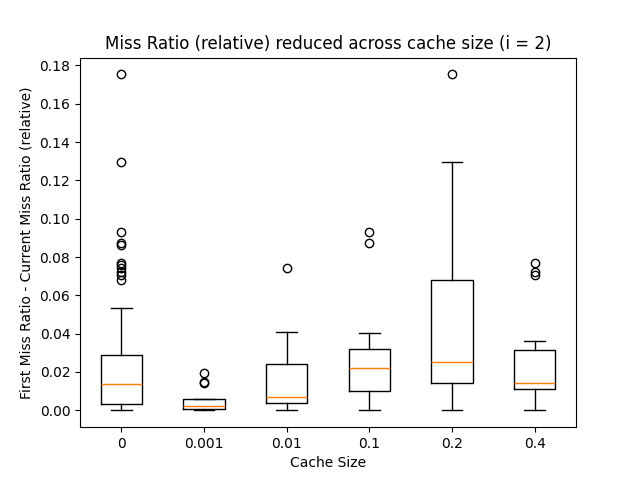 Miss Ratio (relative) reduced across cache size (i = 2)
First Miss Ratio - Current Miss Ratio (relative)
0.18
0.16
0.14
0.12
0.10
0.08
0.06
0.04
0.02
0.00
0 0.001 0.01 0.1 0.2 0.4
Cache Size